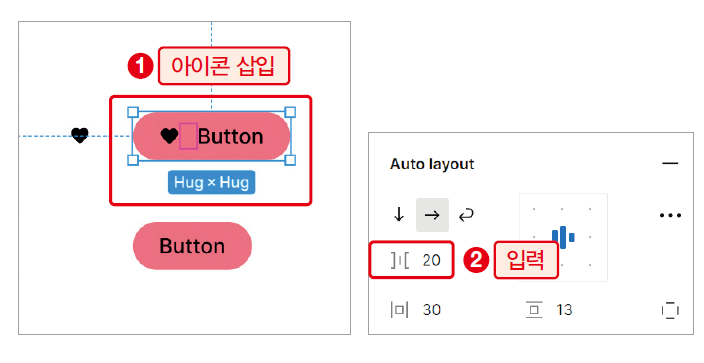 1 아이콘 삽입
Button
Hug × Hug
Button
Auto layout
20
2 입력
30
13